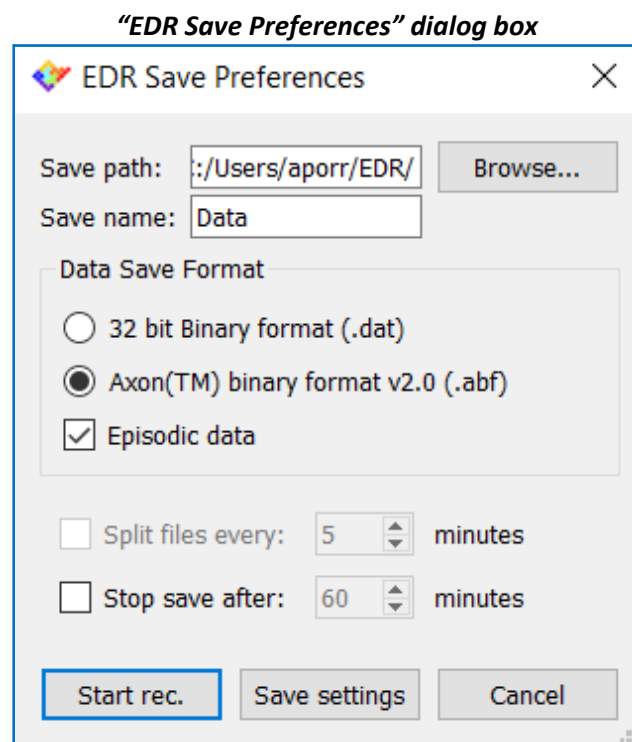 “EDR Save Preferences” dialog box
EDR Save Preferences
Save path: :/Users/aporr/EDR/ Browse...
Save name: Data
Data Save Format
32 bit Binary format (.dat)
Axon(TM) binary format v2.0 (.abf)
Episodic data
Split files every: 5 minutes
Stop save after: 60 minutes
Start rec. Save settings Cancel